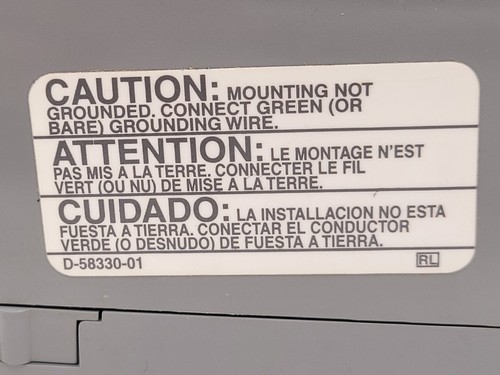 CAUTION: MOUNTING NOT
GROUNDED. CONNECT GREEN (OR
BARE) GROUNDING WIRE.
ATTENTION: LE MONTAGE N'EST
PAS MIS A LA TERRE. CONNECTER LE FIL
VERT (OU NU) DE MISE A LA TERRE.
CUIDADO: LA INSTALLACION NO ESTA
FUESTA A TIERRA. CONECTAR EL CONDUCTOR
VERDE (O DESNUDO) DE FUESTA A TIERRA.
D-58330-01 RL